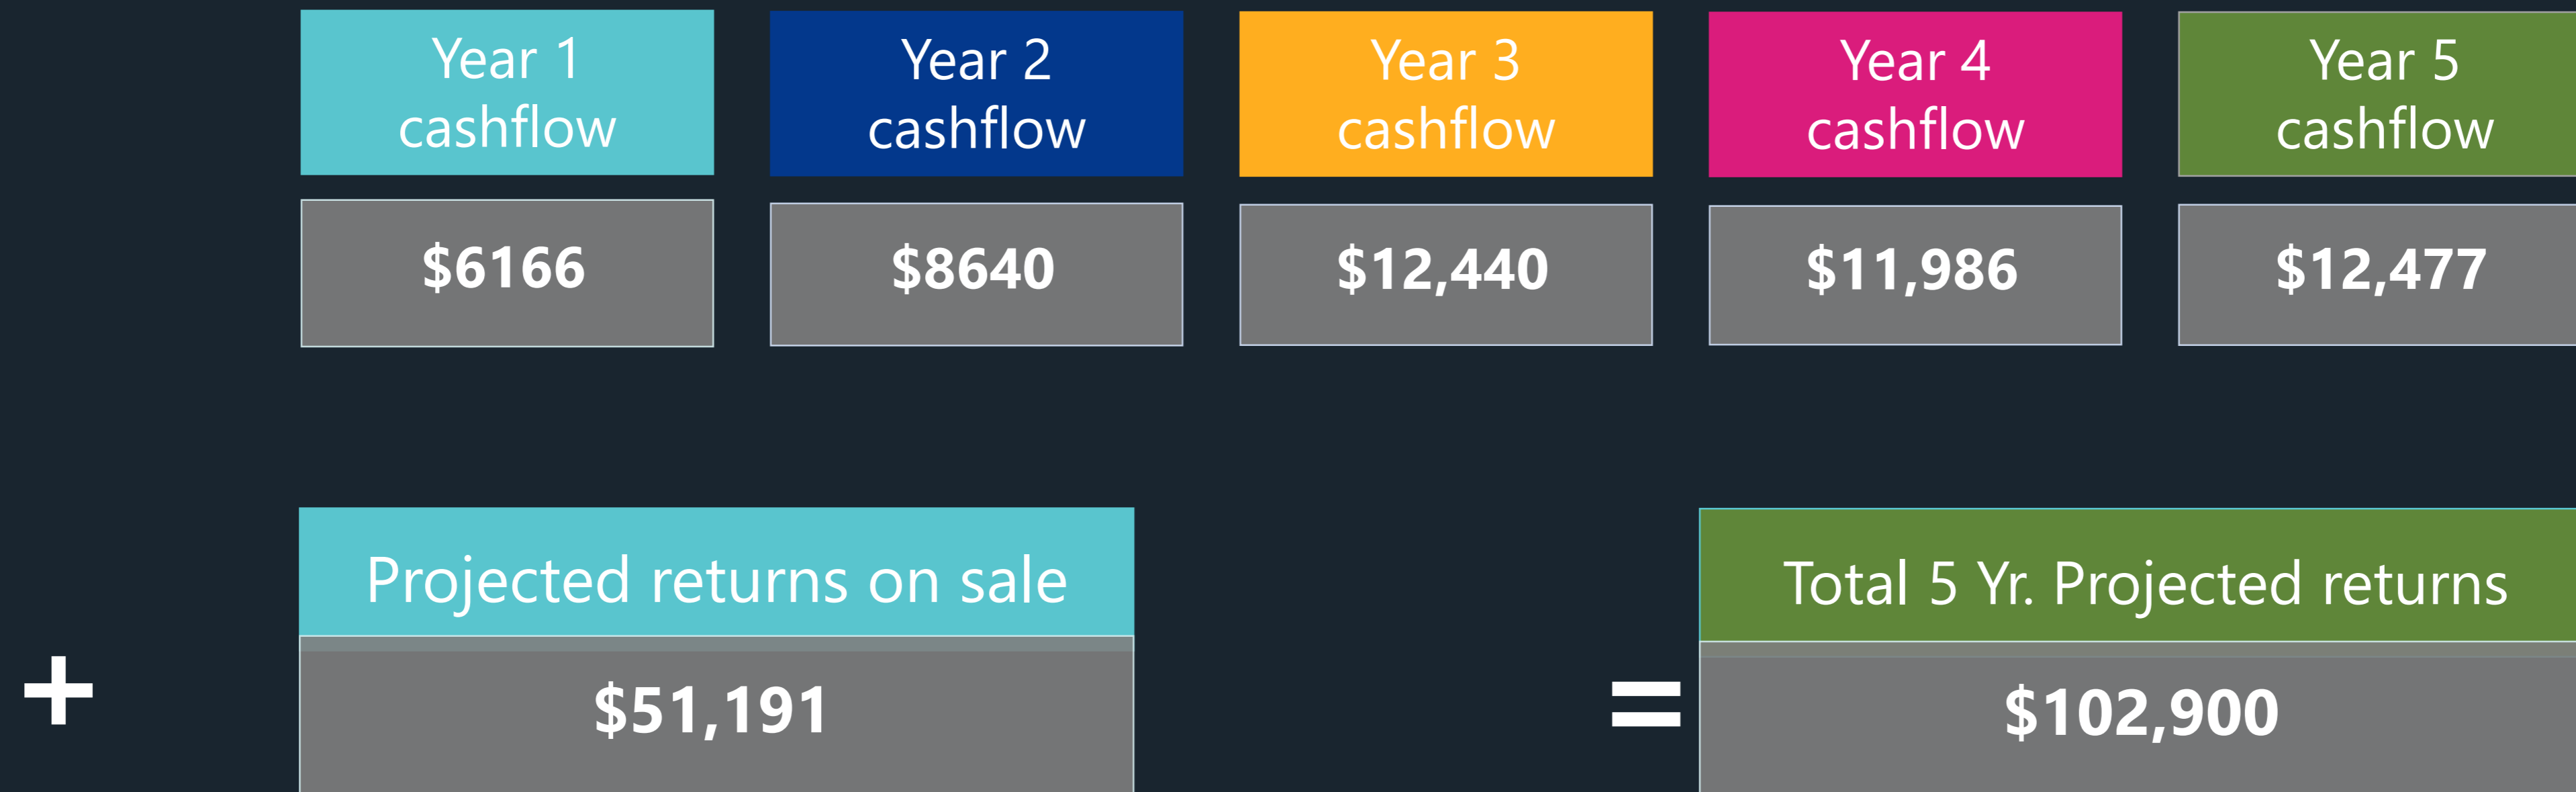 Year 1
cashflow
Year 2
cashflow
Year 3
cashflow
Year 4
cashflow
Year 5
cashflow
$6166
$8640
$12,440
$11,986
$12,477
Projected returns on sale
Total 5 Yr. Projected returns
+
$51,191
=
$102,900